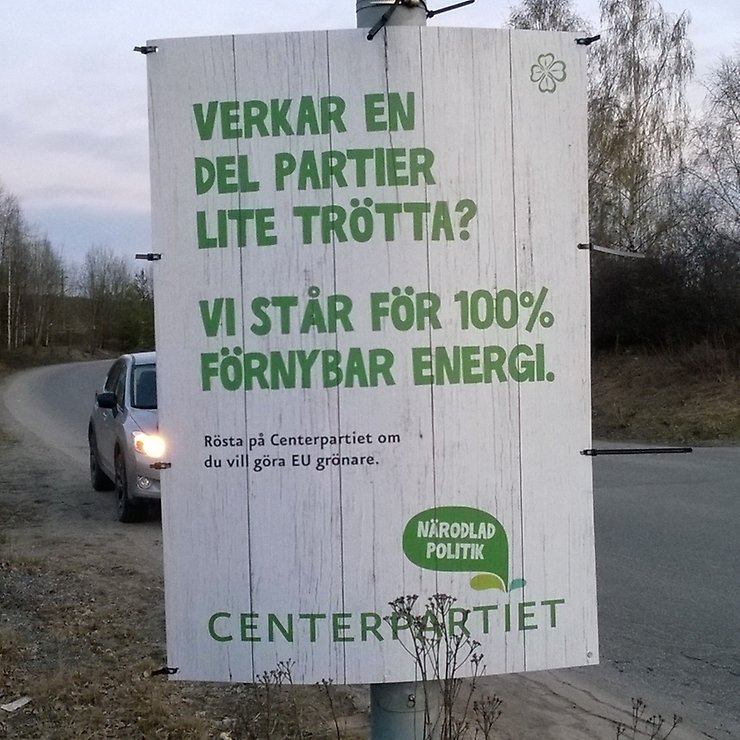 VERKAR EN
DEL PARTIER
LITE TRÖTTA?
VI STÅR FÖR 100%
FÖRNYBAR ENERGI.
Rösta på Centerpartiet om
du vill göra EU grönare.
NÄRODLAD
POLITIK
CENTERPARTIET